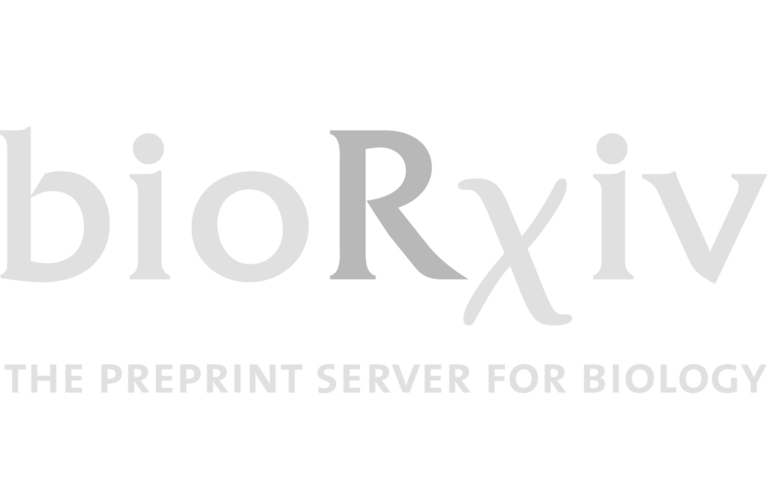 bioRχiv
THE PREPRINT SERVER FOR BIOLOGY